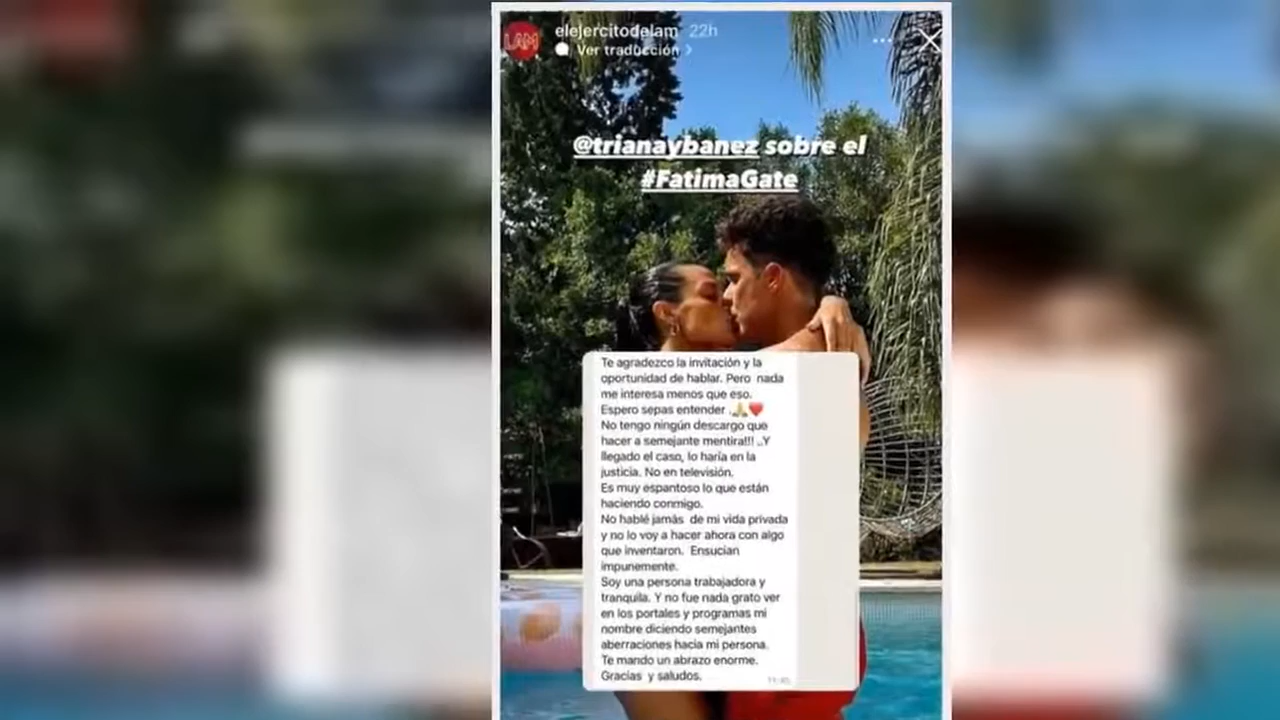 LAM
elejercitodelam 22h
Ver traducción
@trianaybanez sobre el
#FatimaGate
Te agradezco la invitación y la
oportunidad de hablar. Pero nada
me interesa menos que eso.
Espero sepas entender .🙏❤️
No tengo ningún descargo que
hacer a semejante mentira!!! ..Y
llegado el caso, lo haría en la
justicia. No en televisión.
Es muy espantoso lo que están
haciendo conmigo.
No hablé jamás de mi vida privada
y no lo voy a hacer ahora con algo
que inventaron. Ensucian
impunemente.
Soy una persona trabajadora y
tranquila. Y no fue nada grato ver
en los portales y programas mi
nombre diciendo semejantes
aberraciones hacia mi persona.
Te mando un abrazo enorme.
Gracias y saludos.